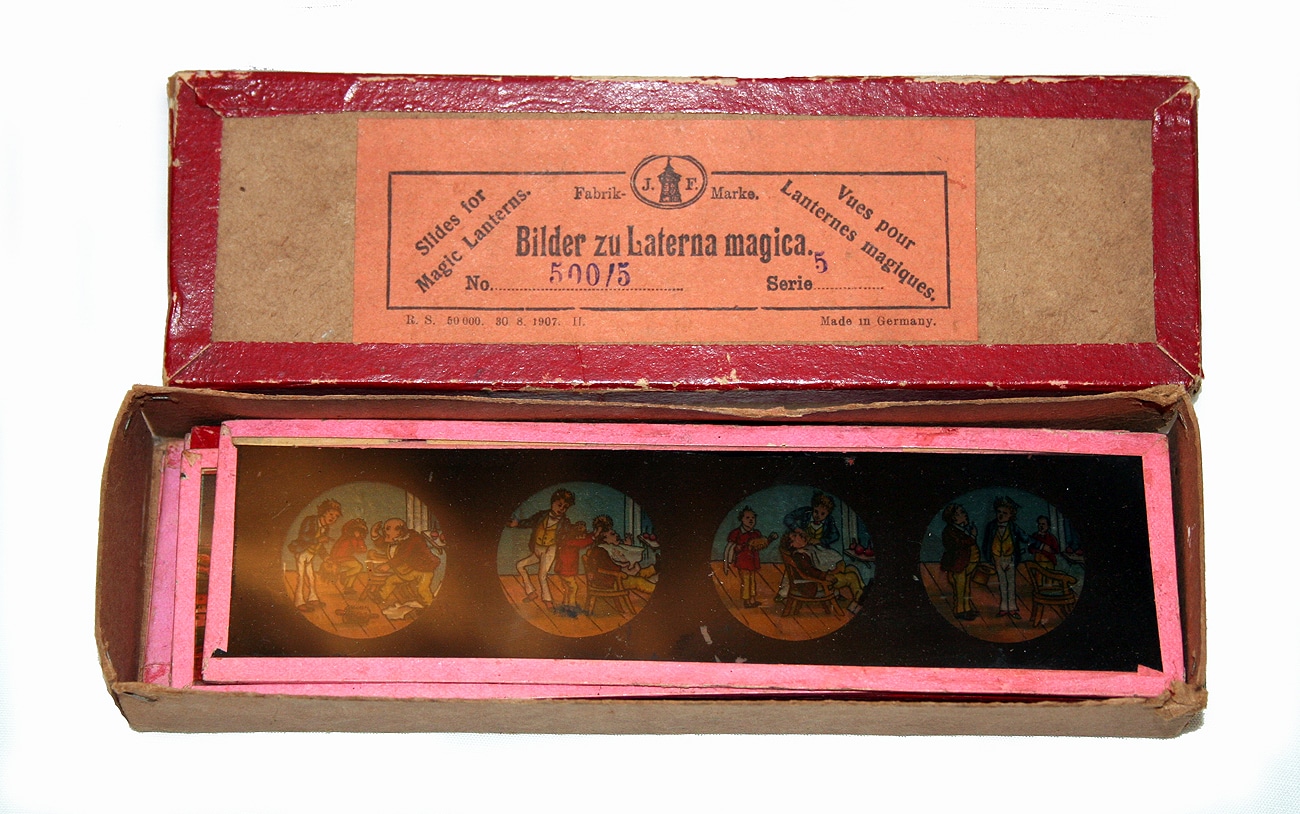 Slides for
Magic Lanterns.
Fabrik- J. F. Marke.
Vues pour
Lanternes magiques.
Bilder zu Laterna magica.
No. 500/5 Serie 5
R. S. 50000. 30 8. 1907. II. Made in Germany.